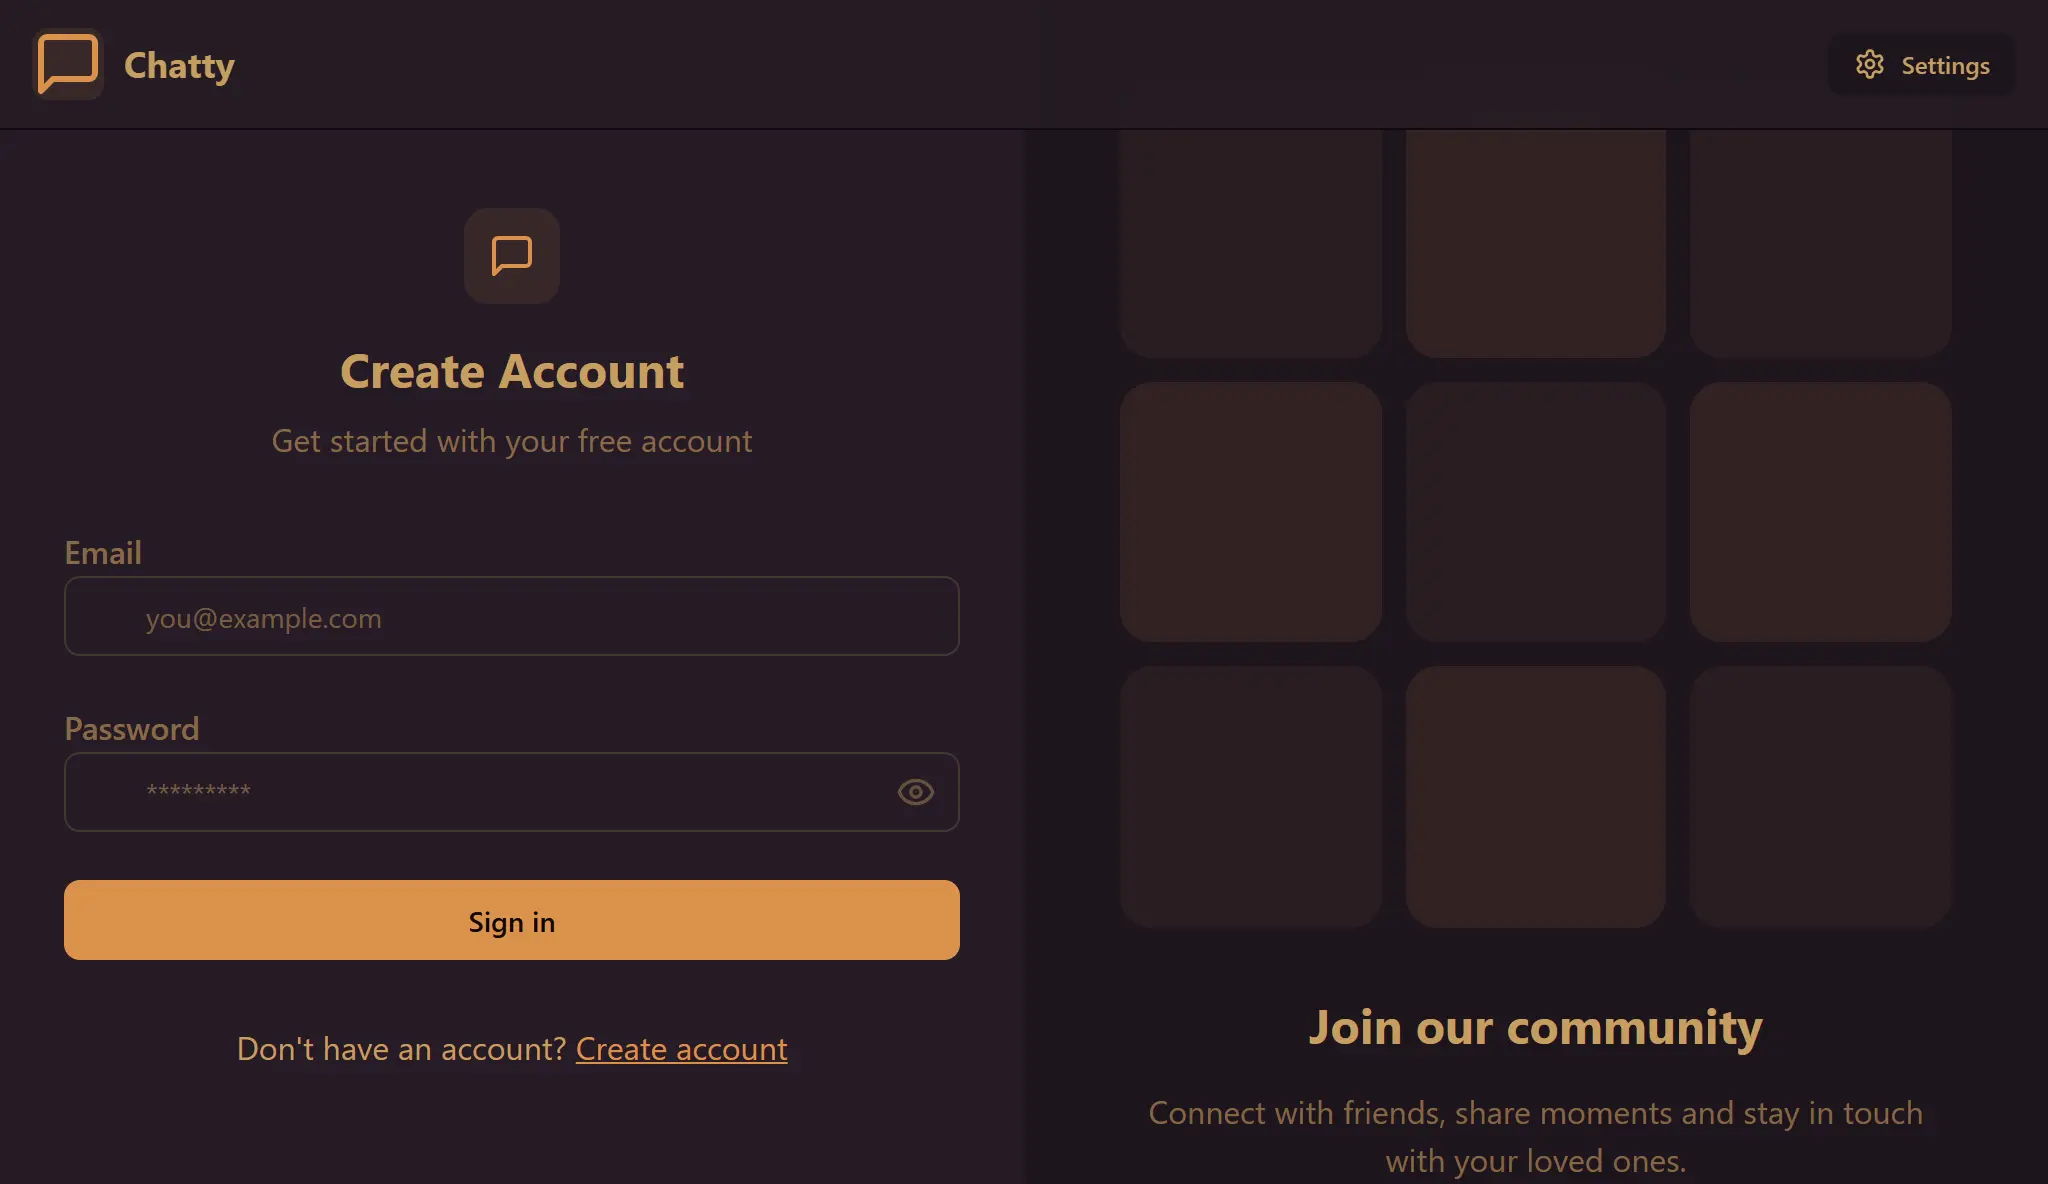 Chatty
Settings
Create Account
Get started with your free account
Email
you@example.com
Password
*********
Sign in
Don't have an account? Create account
Join our community
Connect with friends, share moments and stay in touch
with your loved ones.